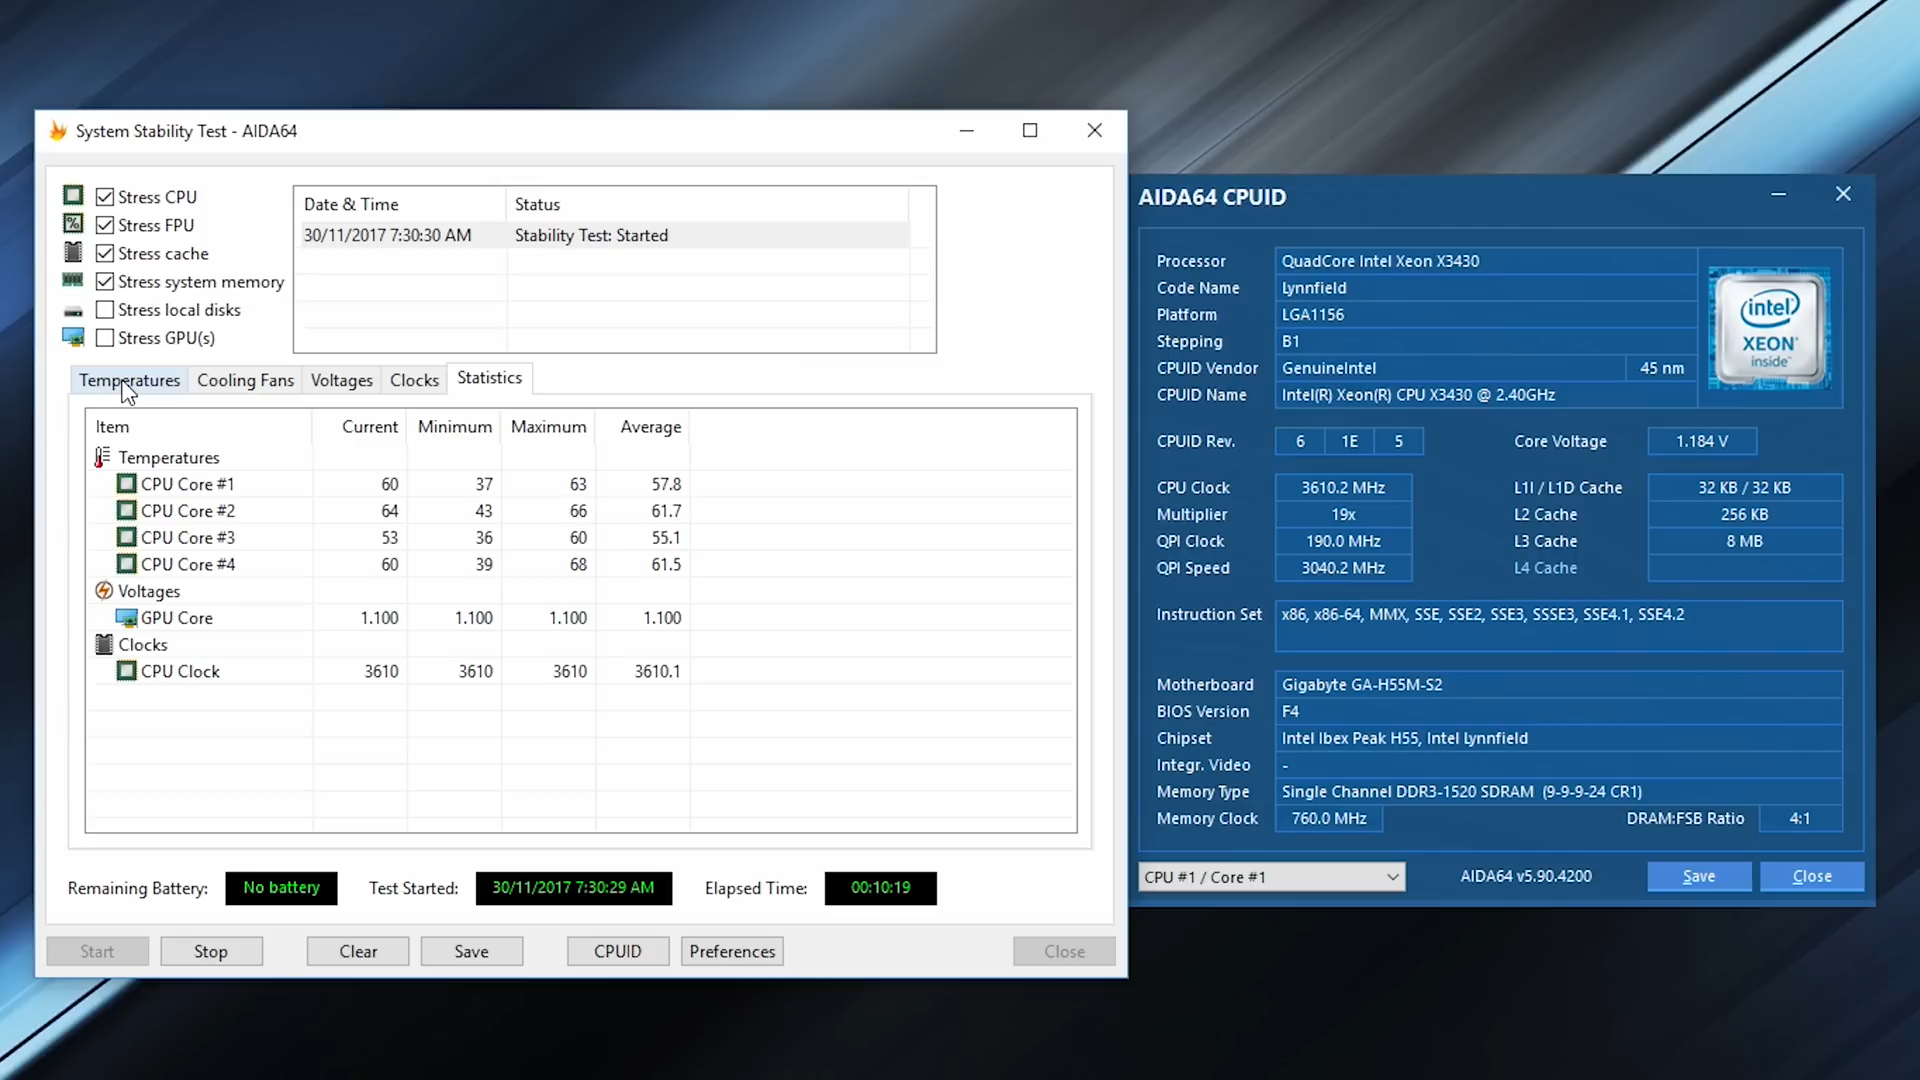 System Stability Test - AIDA64
Stress CPU
Stress FPU
Stress cache
Stress system memory
Stress local disks
Stress GPU(s)
Date & Time Status
30/11/2017 7:30:30 AM Stability Test: Started
Temperatures Cooling Fans Voltages Clocks Statistics
Item Current Minimum Maximum Average
Temperatures
CPU Core #1 60 37 63 57.8
CPU Core #2 64 43 66 61.7
CPU Core #3 53 36 60 55.1
CPU Core #4 60 39 68 61.5
Voltages
GPU Core 1.100 1.100 1.100 1.100
Clocks
CPU Clock 3610 3610 3610 3610.1
Remaining Battery: No battery Test Started: 30/11/2017 7:30:29 AM Elapsed Time: 00:10:19
Start Stop Clear Save CPUID Preferences Close
AIDA64 CPUID
Processor QuadCore Intel Xeon X3430
Code Name Lynnfield
Platform LGA1156
Stepping B1
CPUID Vendor GenuineIntel 45 nm
CPUID Name Intel(R) Xeon(R) CPU X3430 @ 2.40GHz
intel
XEON®
inside™
CPUID Rev. 6 1E 5 Core Voltage 1.184 V
CPU Clock 3610.2 MHz L1I / L1D Cache 32 KB / 32 KB
Multiplier 19x L2 Cache 256 KB
QPI Clock 190.0 MHz L3 Cache 8 MB
QPI Speed 3040.2 MHz L4 Cache
Instruction Set x86, x86-64, MMX, SSE, SSE2, SSE3, SSSE3, SSE4.1, SSE4.2
Motherboard Gigabyte GA-H55M-S2
BIOS Version F4
Chipset Intel Ibex Peak H55, Intel Lynnfield
Integr. Video -
Memory Type Single Channel DDR3-1520 SDRAM (9-9-9-24 CR1)
Memory Clock 760.0 MHz DRAM:FSB Ratio 4:1
CPU #1 / Core #1 AIDA64 v5.90.4200 Save Close